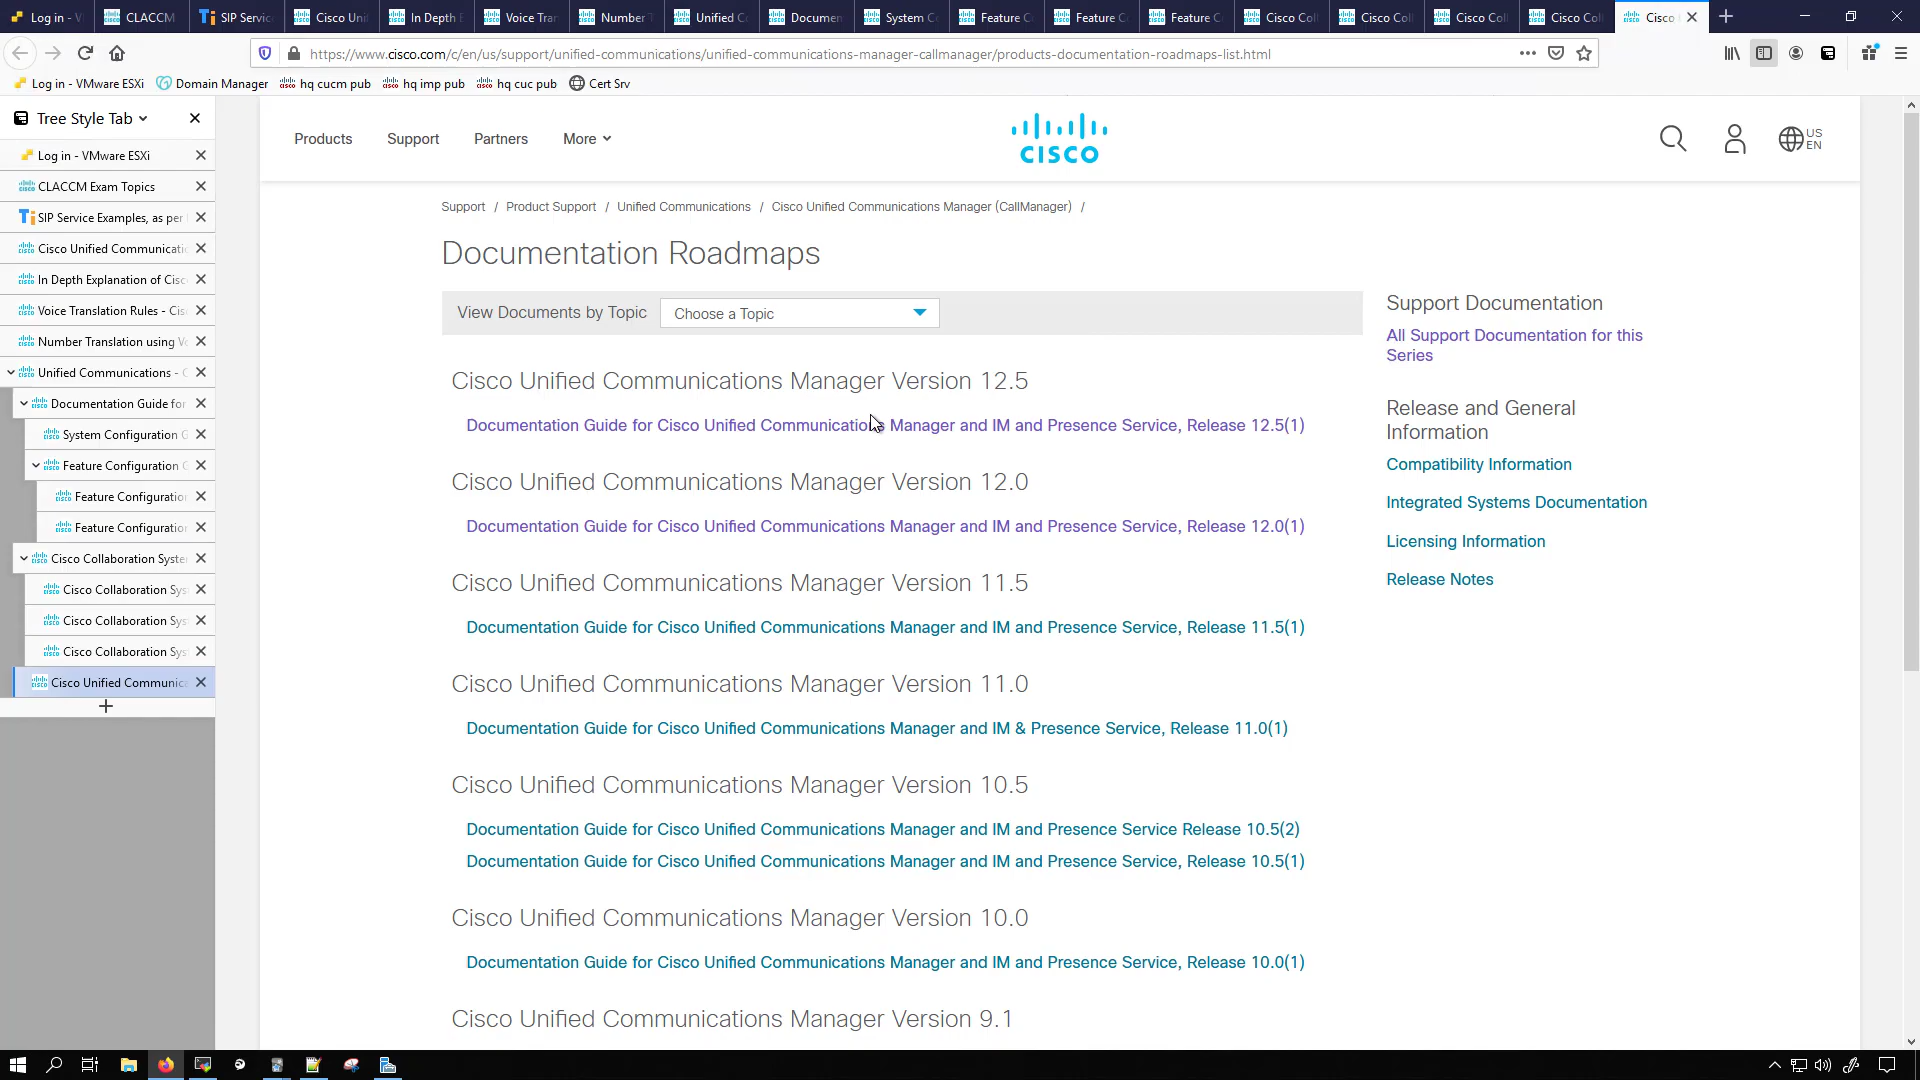 Log in - V
CLACCM
SIP Servic
Cisco Uni
In Depth E
Voice Tra
Number T
Unified C
Documen
System C
Feature C
Feature C
Feature C
Cisco Col
Cisco Col
Cisco Col
Cisco Col
Cisco
https://www.cisco.com/c/en/us/support/unified-communications/unified-communications-manager-callmanager/products-documentation-roadmaps-list.html
Log in - VMware ESXi
Domain Manager
hq cucm pub
hq imp pub
hq cuc pub
Cert Srv
Tree Style Tab
Log in - VMware ESXi
CLACCM Exam Topics
SIP Service Examples, as per
Cisco Unified Communicati
In Depth Explanation of Cisc
Voice Translation Rules - Cis
Number Translation using Vo
Unified Communications - C
Documentation Guide for
System Configuration G
Feature Configuration G
Feature Configuratio
Feature Configuratio
Cisco Collaboration Syste
Cisco Collaboration Sys
Cisco Collaboration Sys
Cisco Collaboration Sys
Cisco Unified Communica
Products
Support
Partners
More
CISCO
US
EN
Support / Product Support / Unified Communications / Cisco Unified Communications Manager (CallManager) /
Documentation Roadmaps
View Documents by Topic
Choose a Topic
Cisco Unified Communications Manager Version 12.5
Documentation Guide for Cisco Unified Communications Manager and IM and Presence Service, Release 12.5(1)
Cisco Unified Communications Manager Version 12.0
Documentation Guide for Cisco Unified Communications Manager and IM and Presence Service, Release 12.0(1)
Cisco Unified Communications Manager Version 11.5
Documentation Guide for Cisco Unified Communications Manager and IM and Presence Service, Release 11.5(1)
Cisco Unified Communications Manager Version 11.0
Documentation Guide for Cisco Unified Communications Manager and IM & Presence Service, Release 11.0(1)
Cisco Unified Communications Manager Version 10.5
Documentation Guide for Cisco Unified Communications Manager and IM and Presence Service Release 10.5(2)
Documentation Guide for Cisco Unified Communications Manager and IM and Presence Service, Release 10.5(1)
Cisco Unified Communications Manager Version 10.0
Documentation Guide for Cisco Unified Communications Manager and IM and Presence Service, Release 10.0(1)
Cisco Unified Communications Manager Version 9.1
Support Documentation
All Support Documentation for this
Series
Release and General
Information
Compatibility Information
Integrated Systems Documentation
Licensing Information
Release Notes